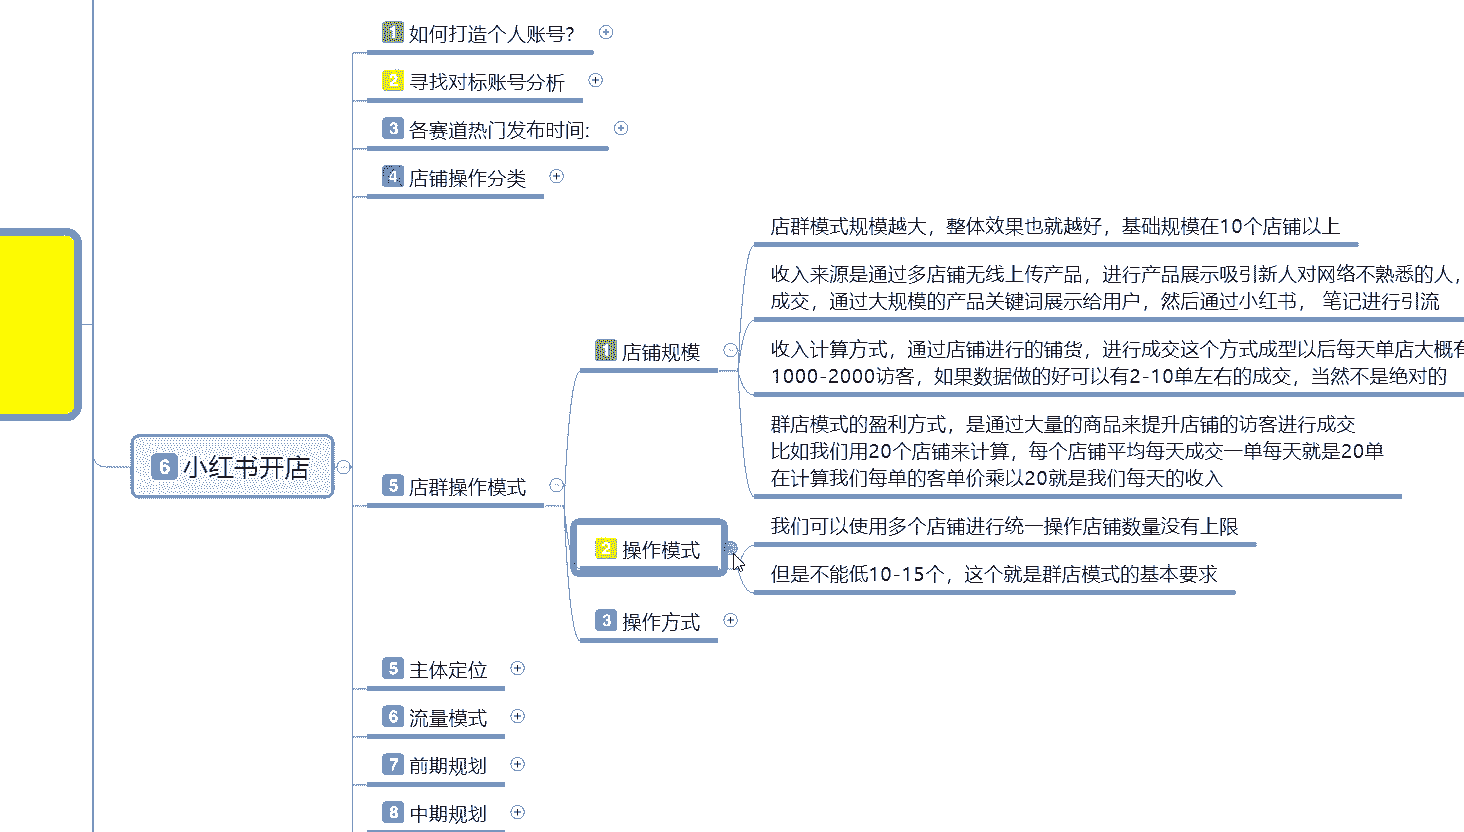 1 如何打造个人账号?
2 寻找对标账号分析
3 各赛道热门发布时间:
4 店铺操作分类
店群模式规模越大，整体效果也就越好，基础规模在10个店铺以上
收入来源是通过多店铺无线上传产品，进行产品展示吸引新人对网络不熟悉的人，
成交，通过大规模的产品关键词展示给用户，然后通过小红书， 笔记进行引流
1 店铺规模
收入计算方式，通过店铺进行的铺货，进行成交这个方式成型以后每天单店大概有
1000-2000访客，如果数据做的好可以有2-10单左右的成交，当然不是绝对的
群店模式的盈利方式，是通过大量的商品来提升店铺的访客进行成交
比如我们用20个店铺来计算，每个店铺平均每天成交一单每天就是20单
在计算我们每单的客单价乘以20就是我们每天的收入
6 小红书开店
5 店群操作模式
2 操作模式
我们可以使用多个店铺进行统一操作店铺数量没有上限
但是不能低10-15个，这个就是群店模式的基本要求
3 操作方式
5 主体定位
6 流量模式
7 前期规划
8 中期规划